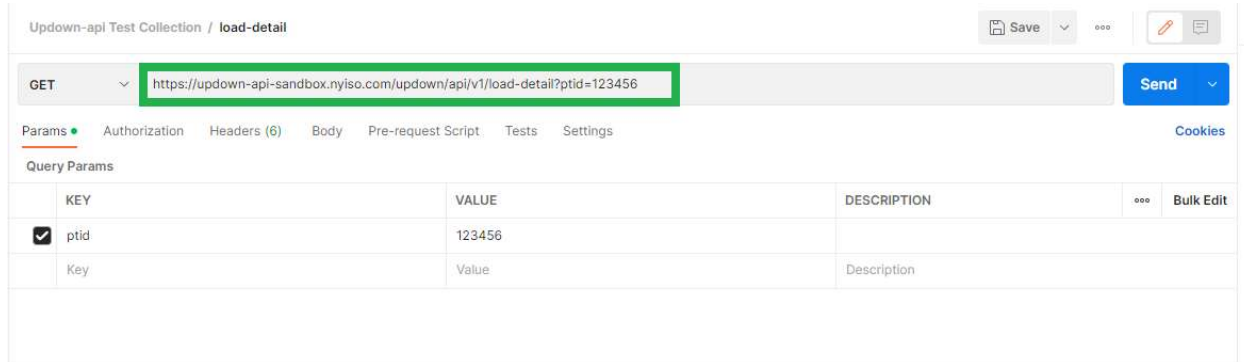 Updown-api Test Collection / load-detail Save ooo
GET https://updown-api-sandbox.nyiso.com/updown/api/v1/load-detail?ptid=123456 Send
Params Authorization Headers (6) Body Pre-request Script Tests Settings Cookies
Query Params
KEY VALUE DESCRIPTION ooo Bulk Edit
ptid 123456
Key Value Description